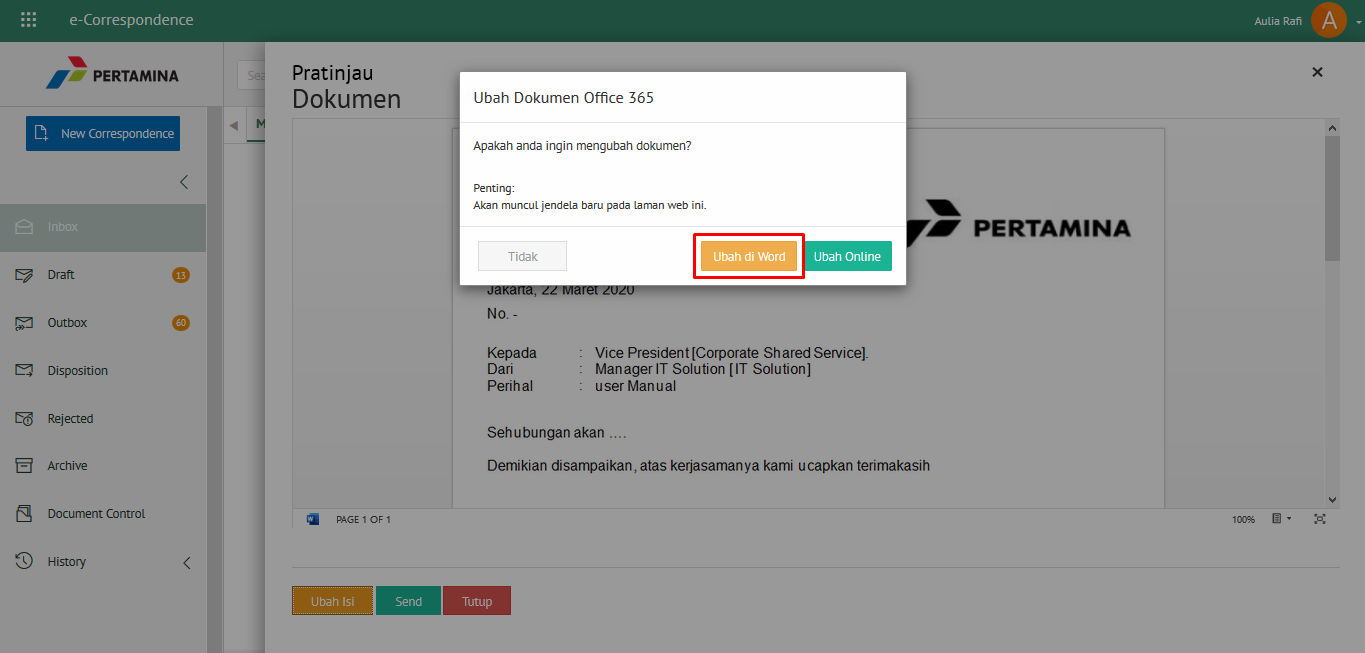 e-Correspondence
Aulia Rafi
A
PERTAMINA
Sea
Pratinjau
Dokumen
New Correspondence
M
Inbox
Draft 13
Outbox 60
Disposition
Rejected
Archive
Document Control
History
Ubah Dokumen Office 365
Apakah anda ingin mengubah dokumen?
Penting:
Akan muncul jendela baru pada laman web ini.
Tidak Ubah di Word Ubah Online
PERTAMINA
Jakarta, 22 Maret 2020
No. -
Kepada : Vice President [Corporate Shared Service].
Dari : Manager IT Solution [IT Solution]
Perihal : user Manual
Sehubungan akan ....
Demikian disampaikan, atas kerjasamanya kami ucapkan terimakasih
PAGE 1 OF 1
100%
Ubah Isi Send Tutup